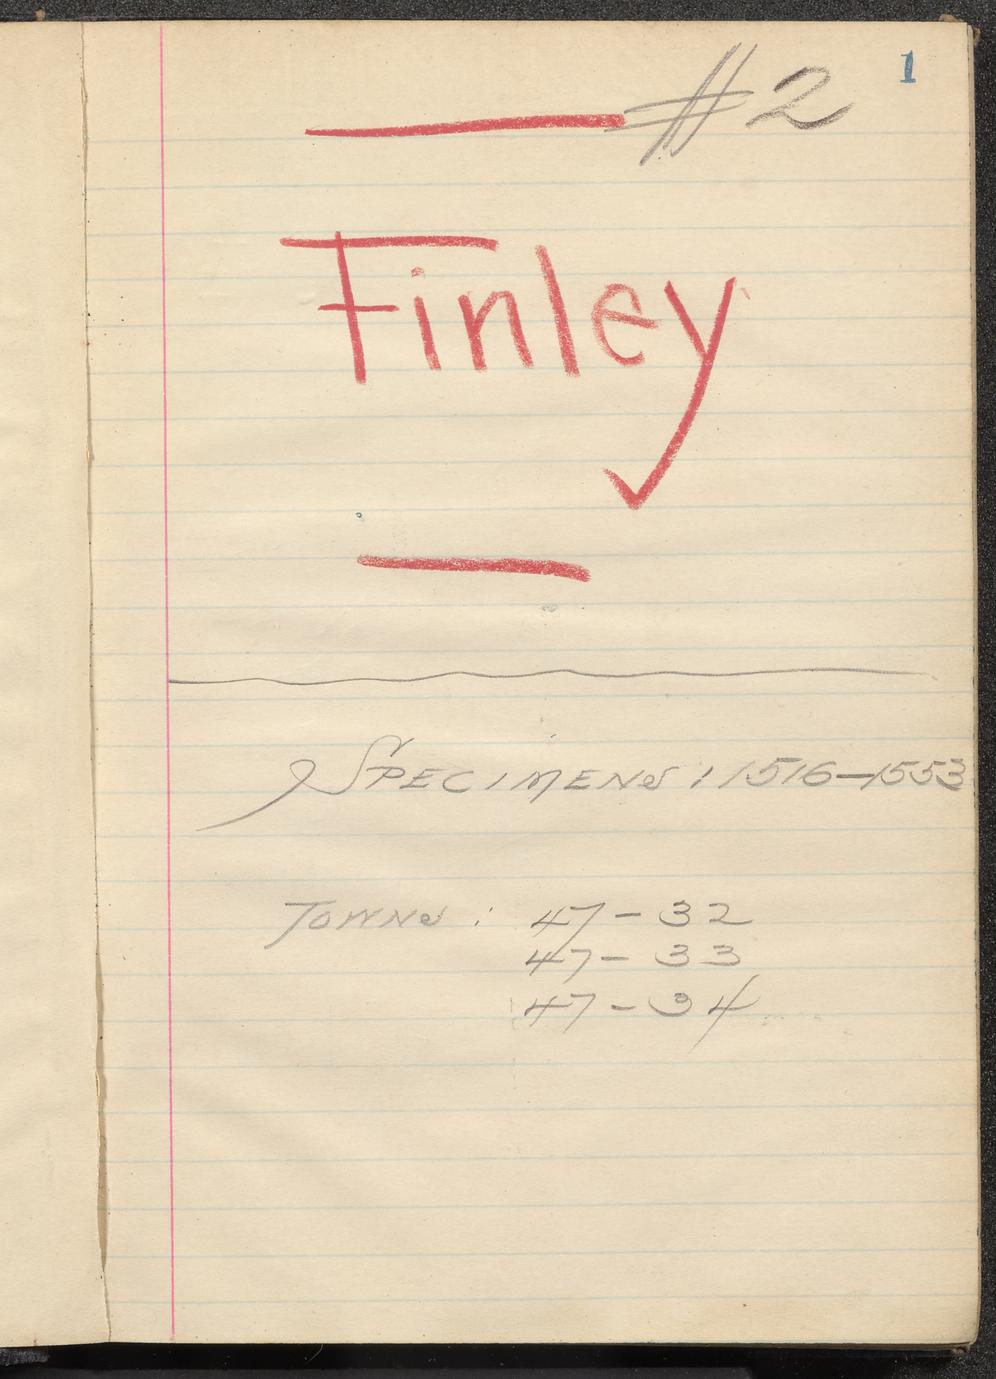 1
#2
Finley
Specimens : 1516-1553
Towns : 47-32
47-33
47-34